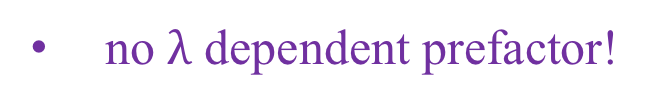 • no λ dependent prefactor!